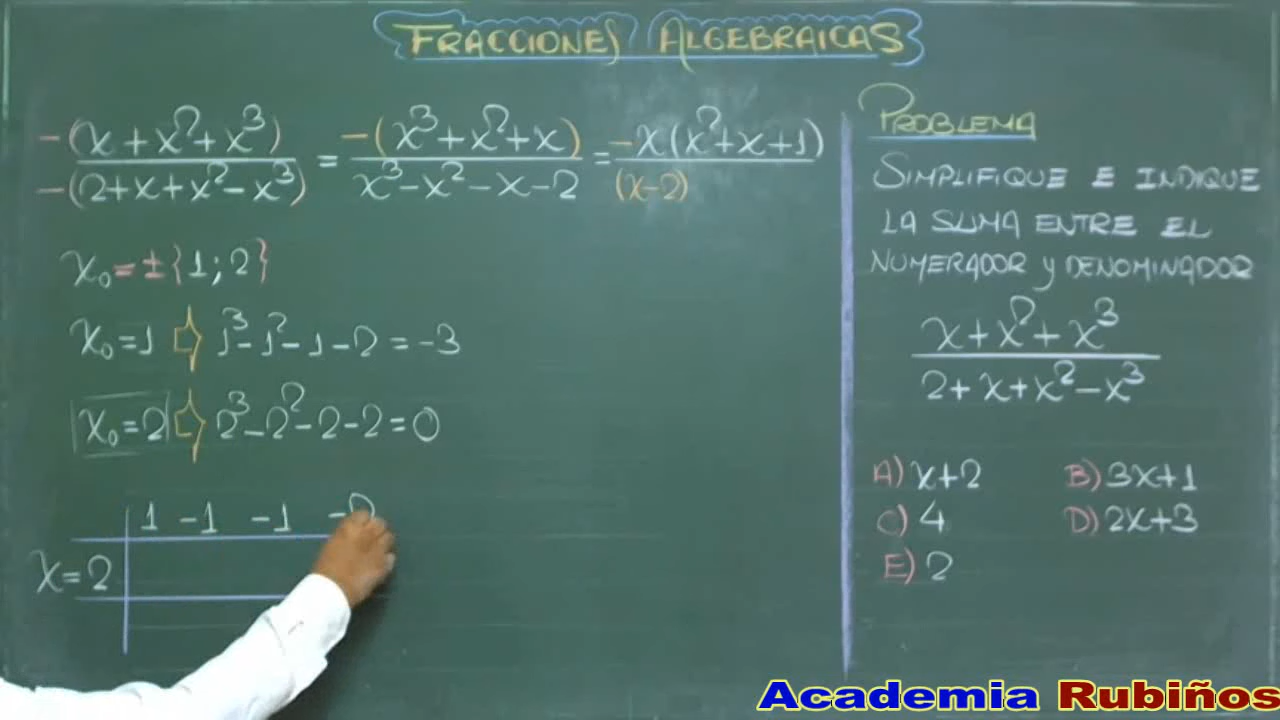 FRACCIONES ALGEBRAICAS
-(x + x² + x³) / -(2 + x + x² - x³) = -(x³ + x² + x) / x³ - x² - x - 2 = -x(x² + x + 1) / (x - 2)
x₀ = ±{1; 2}
x₀ = 1 ⇨ 1³ - 1² - 1 - 2 = -3
x₀ = 2 ⇨ 2³ - 2² - 2 - 2 = 0
1 -1 -1 -2
x = 2
PROBLEMA
SIMPLIFIQUE E INDIQUE
LA SUMA ENTRE EL
NUMERADOR y DENOMINADOR
x + x² + x³
2 + x + x² - x³
A) x+2 B) 3x+1
C) 4 D) 2x+3
E) 2
Academia Rubiños